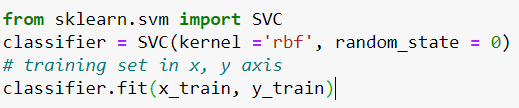 from sklearn.svm import SVC
classifier = SVC(kernel ='rbf', random_state = 0)
# training set in x, y axis
classifier.fit(x_train, y_train)